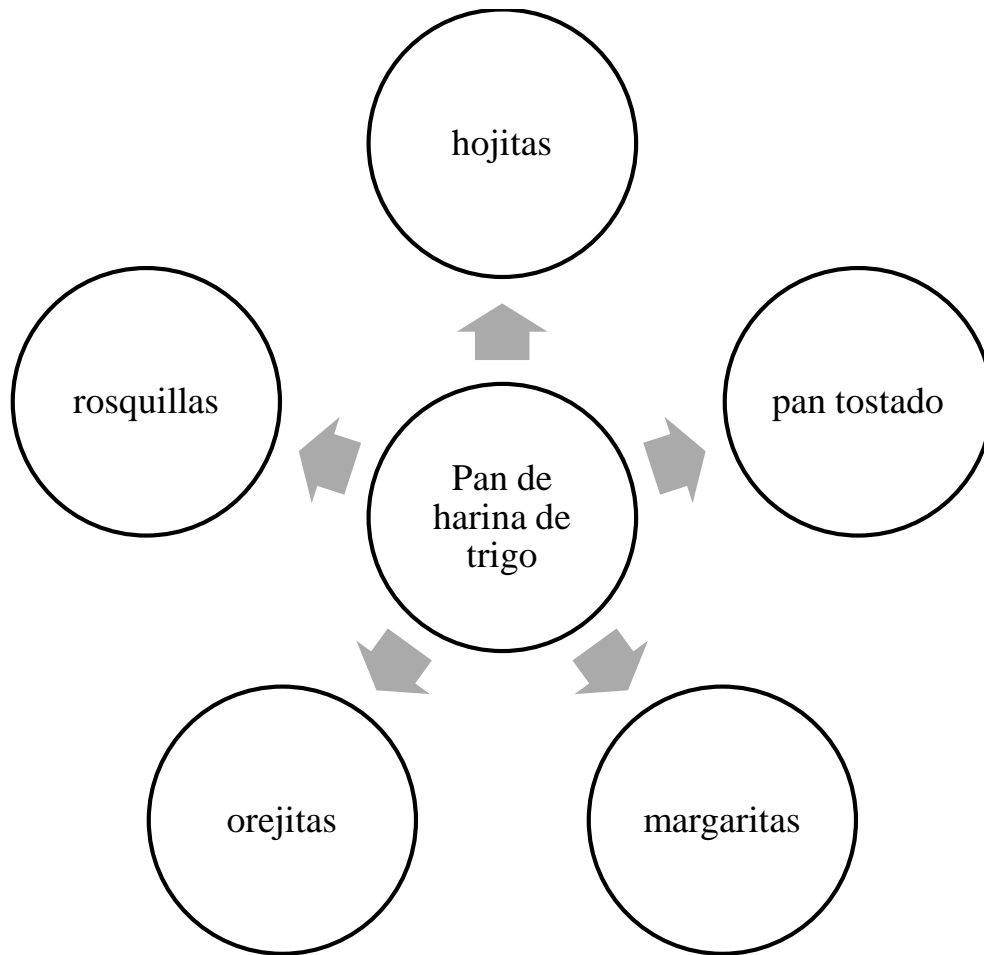 hojitas
rosquillas
pan tostado
Pan de
harina de
trigo
orejitas
margaritas